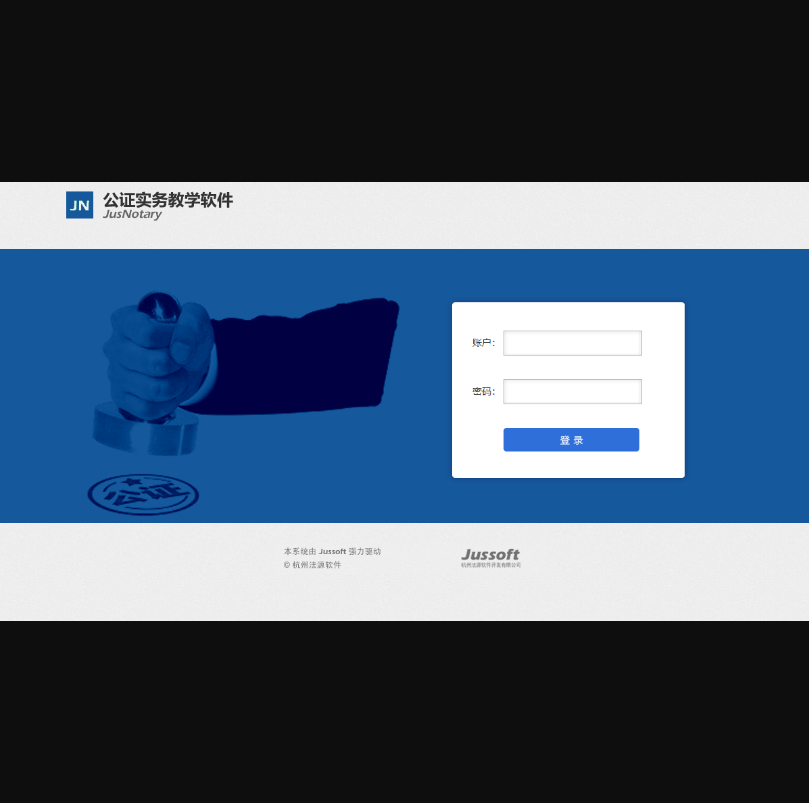 JN
公证实务教学软件
JusNotary
账户：
密码：
登 录
公证
本系统由 Jussoft 强力驱动
© 杭州法源软件
Jussoft
杭州法源软件开发有限公司